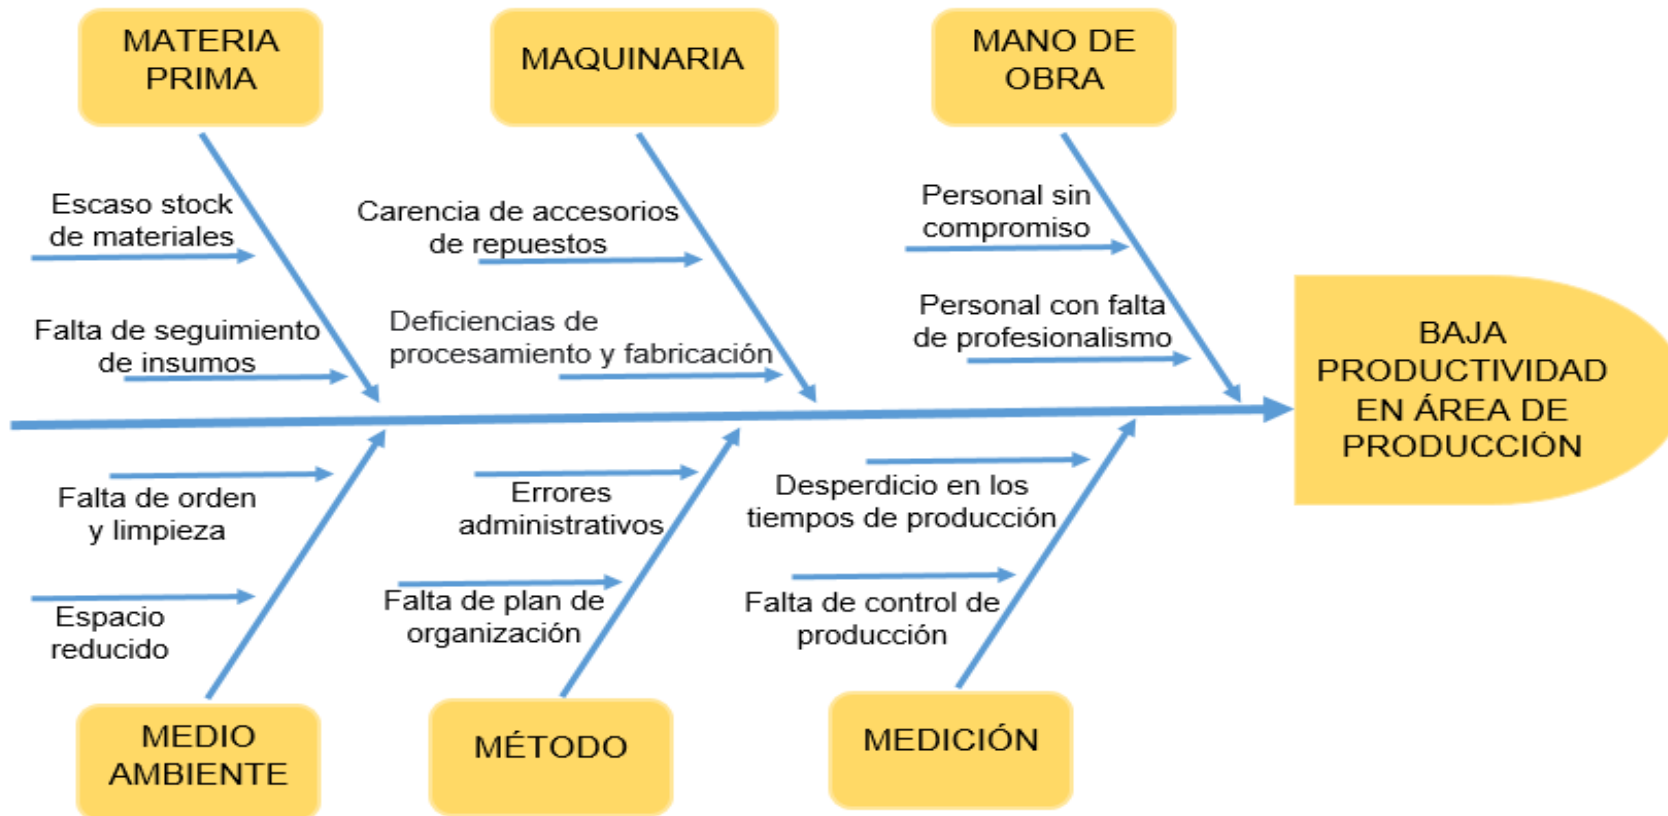 MATERIA
PRIMA
MAQUINARIA
MANO DE
OBRA
Escaso stock
de materiales
Carencia de accesorios
de repuestos
Personal sin
compromiso
Falta de seguimiento
de insumos
Deficiencias de
procesamiento y fabricación
Personal con falta
de profesionalismo
BAJA
PRODUCTIVIDAD
EN ÁREA DE
PRODUCCIÓN
Falta de orden
y limpieza
Errores
administrativos
Desperdicio en los
tiempos de producción
Espacio
reducido
Falta de plan de
organización
Falta de control de
producción
MEDIO
AMBIENTE
MÉTODO
MEDICIÓN